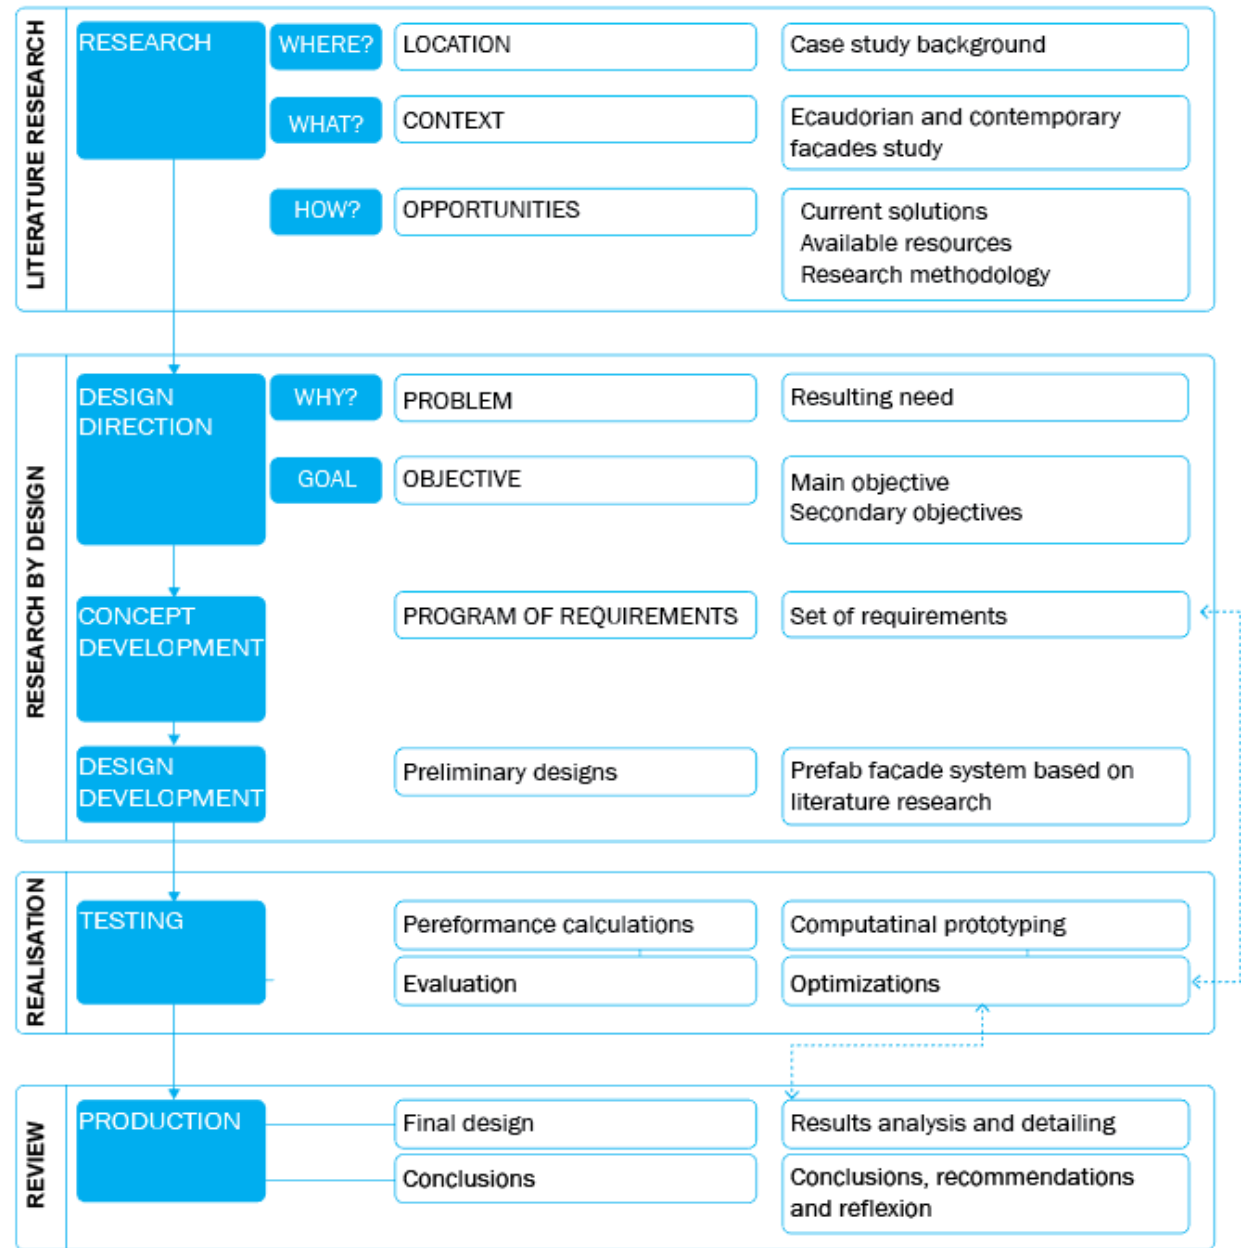 LITERATURE RESEARCH
RESEARCH
WHERE?
LOCATION
Case study background
WHAT?
CONTEXT
Ecaudorian and contemporary
façades study
HOW?
OPPORTUNITIES
Current solutions
Available resources
Research methodology
RESEARCH BY DESIGN
DESIGN
DIRECTION
WHY?
PROBLEM
Resulting need
GOAL
OBJECTIVE
Main objective
Secondary objectives
CONCEPT
DEVELOPMENT
PROGRAM OF REQUIREMENTS
Set of requirements
DESIGN
DEVELOPMENT
Preliminary designs
Prefab façade system based on
literature research
REALISATION
TESTING
Pereformance calculations
Computatinal prototyping
Evaluation
Optimizations
REVIEW
PRODUCTION
Final design
Results analysis and detailing
Conclusions
Conclusions, recommendations
and reflexion